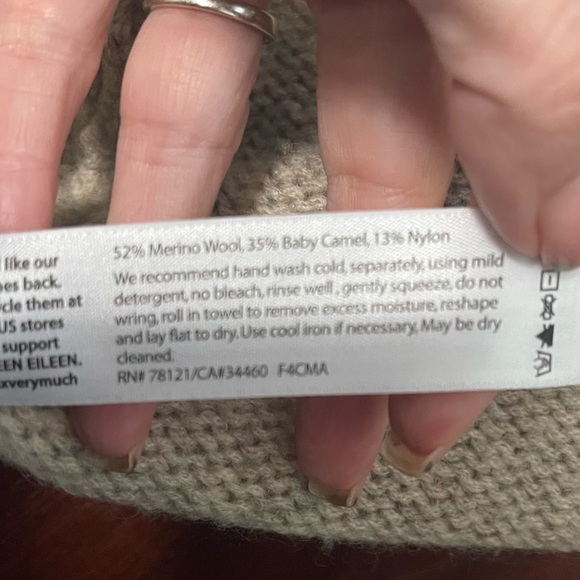 like our
es back.
cle them at
US stores
support
EEN EILEEN.
xverymuch
52% Merino Wool, 35% Baby Camel, 13% Nylon
We recommend hand wash cold, separately, using mild
detergent, no bleach, rinse well , gently squeeze, do not
wring, roll in towel to remove excess moisture, reshape
and lay flat to dry. Use cool iron if necessary. May be dry
cleaned.
RN# 78121/CA#34460 F4CMA